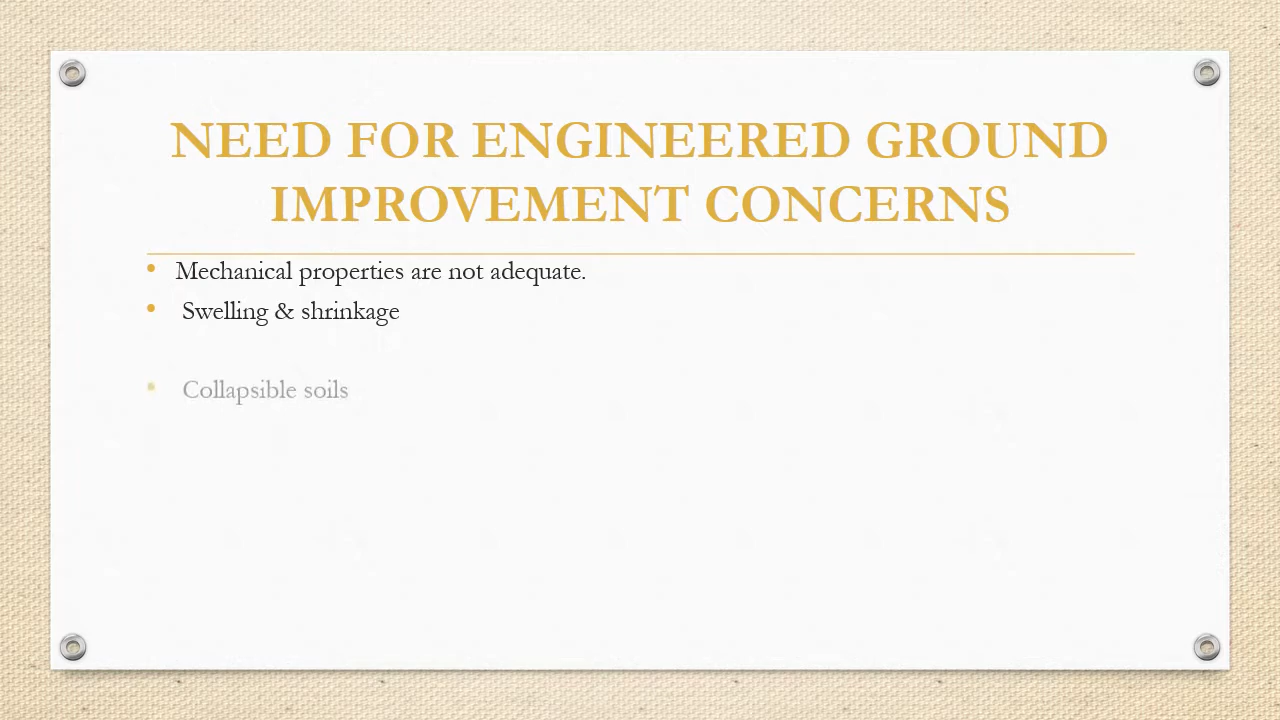 NEED FOR ENGINEERED GROUND
IMPROVEMENT CONCERNS
• Mechanical properties are not adequate.
• Swelling & shrinkage
▪ Collapsible soils